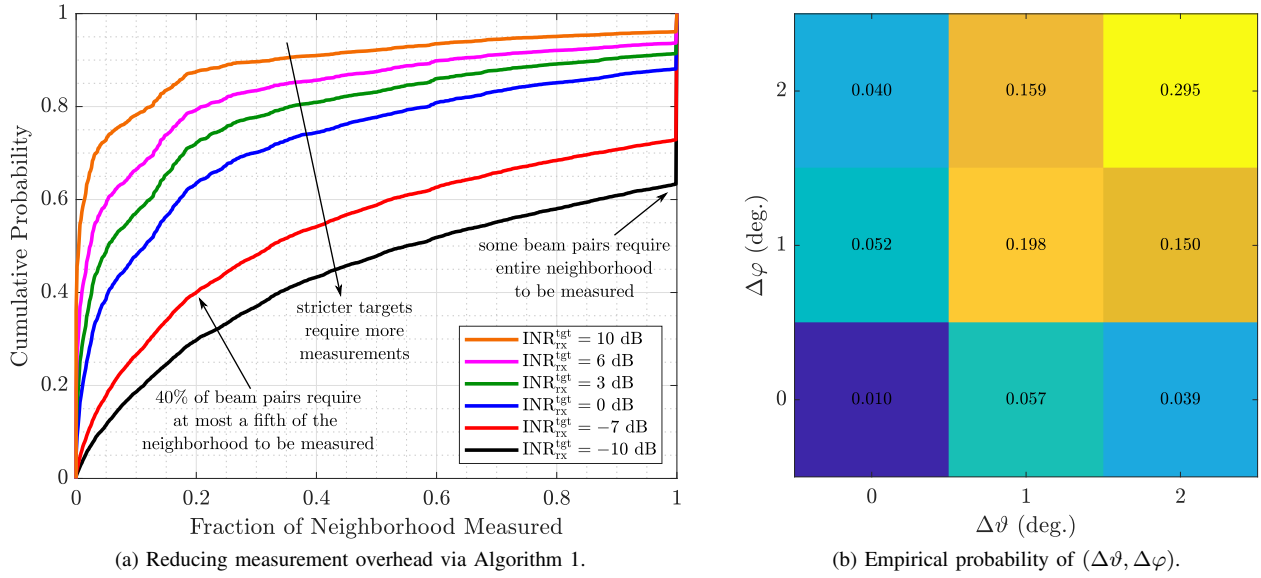 1
0.8
0.6
0.4
0.2
0
Cumulative Probability
some beam pairs require
entire neighborhood
to be measured
stricter targets
require more
measurements
40% of beam pairs require
at most a fifth of the
neighborhood to be measured
INR_rx^tgt = 10 dB
INR_rx^tgt = 6 dB
INR_rx^tgt = 3 dB
INR_rx^tgt = 0 dB
INR_rx^tgt = −7 dB
INR_rx^tgt = −10 dB
0 0.2 0.4 0.6 0.8 1
Fraction of Neighborhood Measured
(a) Reducing measurement overhead via Algorithm 1.
2 0.040 0.159 0.295
1 0.052 0.198 0.150
0 0.010 0.057 0.039
Δφ (deg.)
0 1 2
Δϑ (deg.)
(b) Empirical probability of (Δϑ, Δφ).